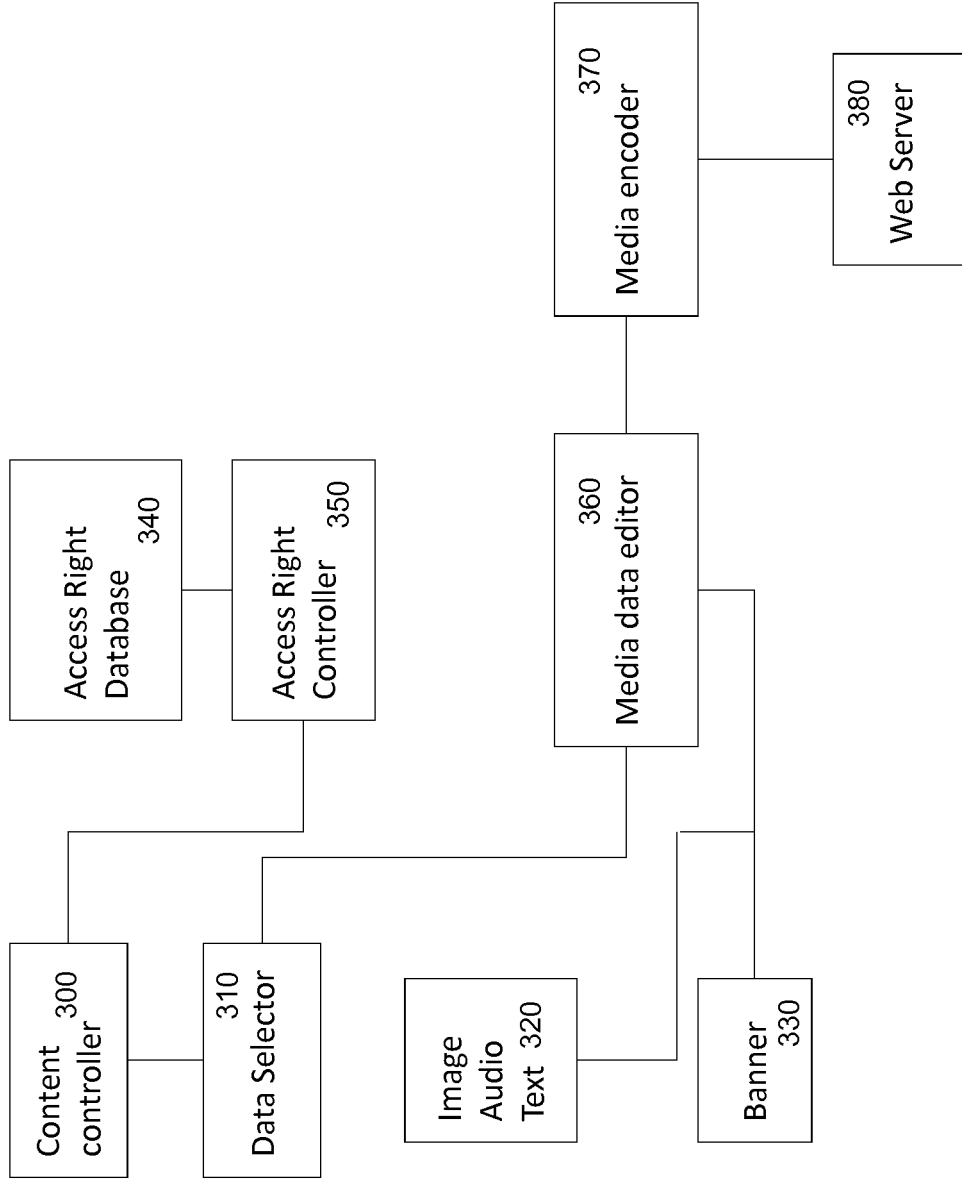 Content
controller 300
Data Selector
310
Image
Audio
Text 320
Banner
330
Access Right
Database
340
Access Right
Controller 350
Media data editor
360
Media encoder
370
Web Server
380